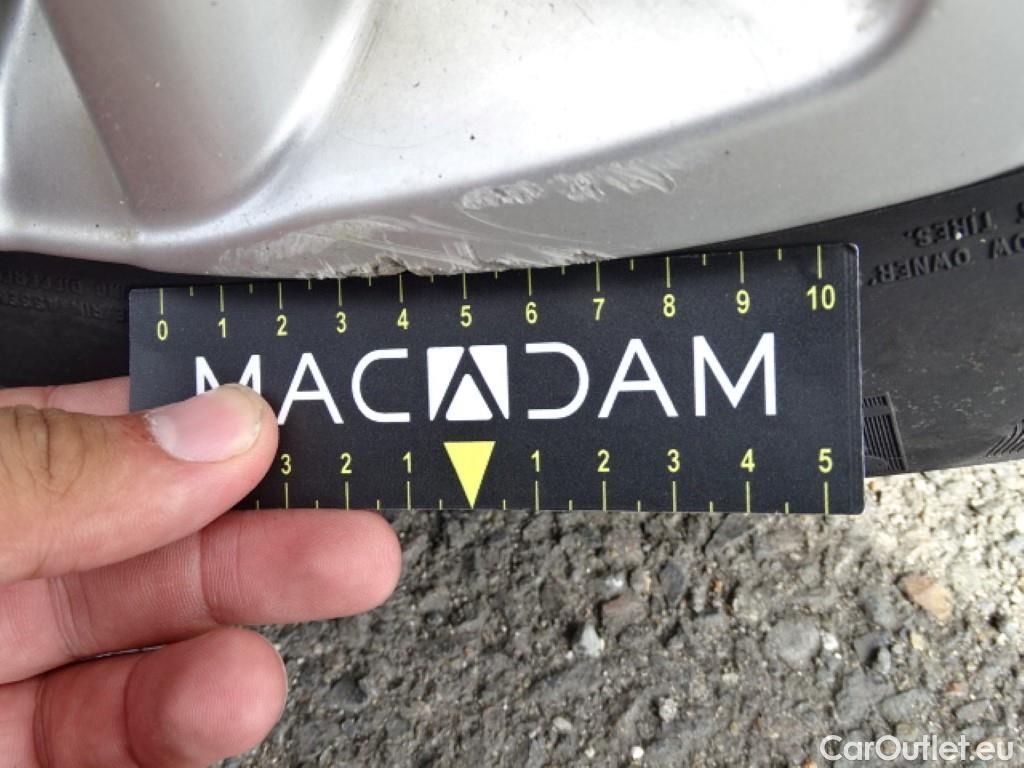 OW OWNER'
T TIRES.
0 1 2 3 4 5 6 7 8 9 10
MACADAM
3 2 1 1 2 3 4 5
CarOutlet.eu